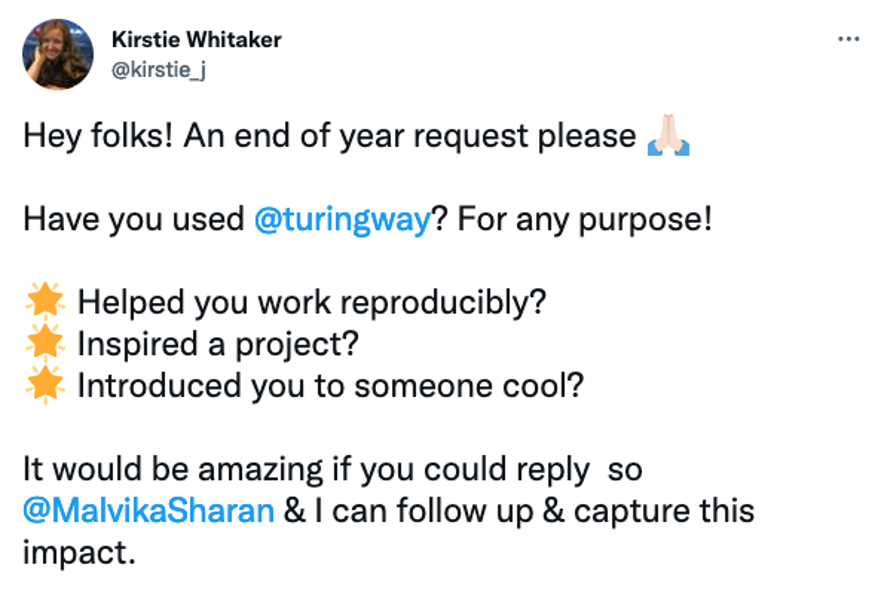 Kirstie Whitaker
@kirstie_j
Hey folks! An end of year request please 🙏🏻
Have you used @turingway? For any purpose!
🌟 Helped you work reproducibly?
🌟 Inspired a project?
🌟 Introduced you to someone cool?
It would be amazing if you could reply  so
@MalvikaSharan & I can follow up & capture this
impact.